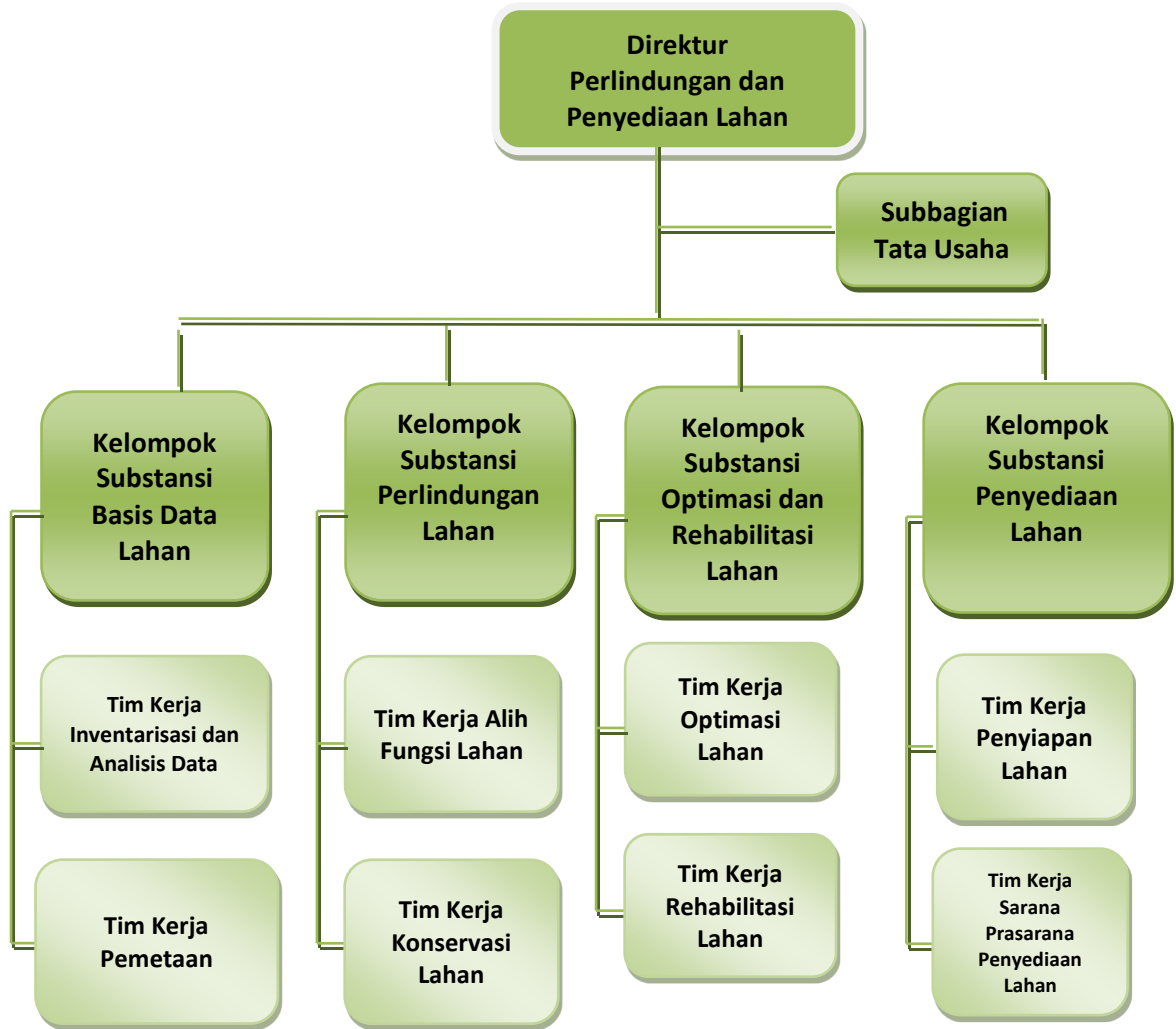 Direktur
Perlindungan dan
Penyediaan Lahan
Subbagian
Tata Usaha
Kelompok
Substansi
Basis Data
Lahan
Kelompok
Substansi
Perlindungan
Lahan
Kelompok
Substansi
Optimasi dan
Rehabilitasi
Lahan
Kelompok
Substansi
Penyediaan
Lahan
Tim Kerja
Inventarisasi dan
Analisis Data
Tim Kerja Alih
Fungsi Lahan
Tim Kerja
Optimasi
Lahan
Tim Kerja
Penyiapan
Lahan
Tim Kerja
Pemetaan
Tim Kerja
Konservasi
Lahan
Tim Kerja
Rehabilitasi
Lahan
Tim Kerja
Sarana
Prasarana
Penyediaan
Lahan